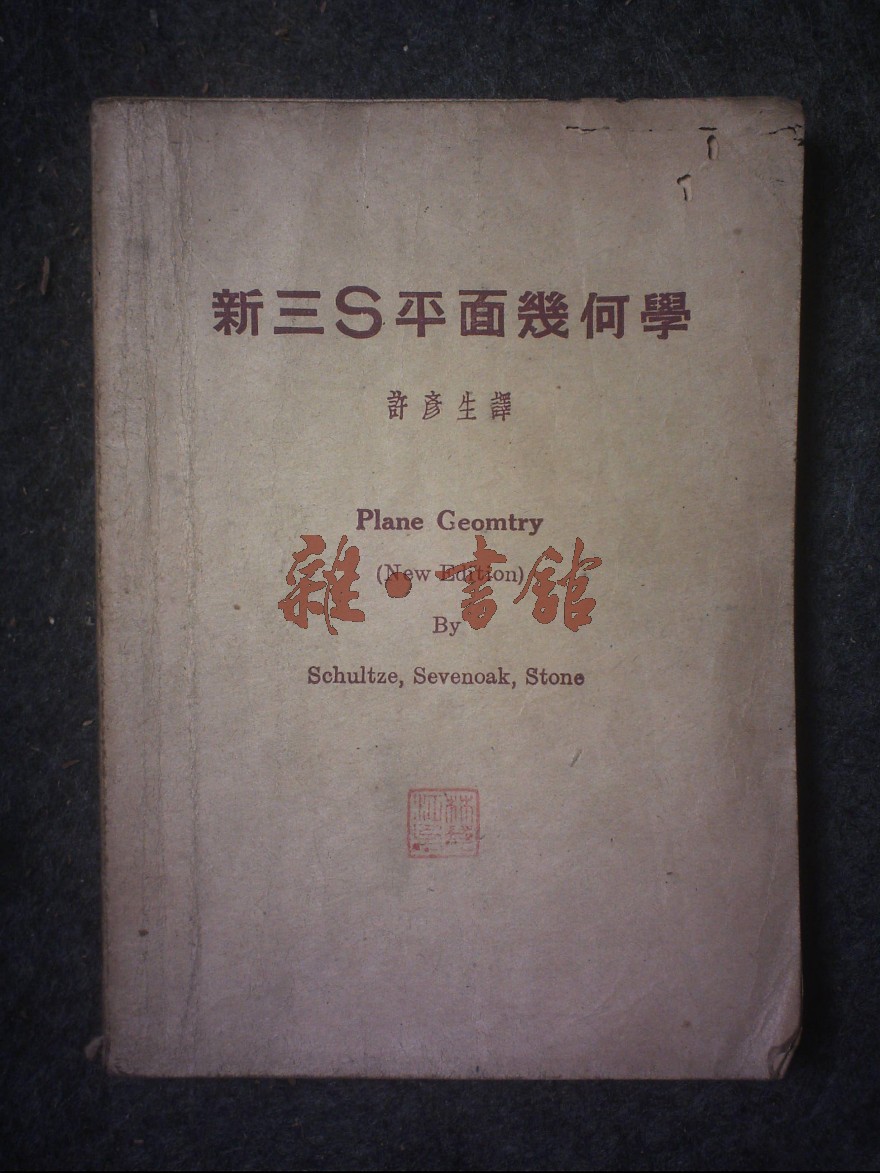 新三S平面幾何學
許彥生譯
Plane Geomtry
(New Edition)
雜·書館
By
Schultze, Sevenoak, Stone